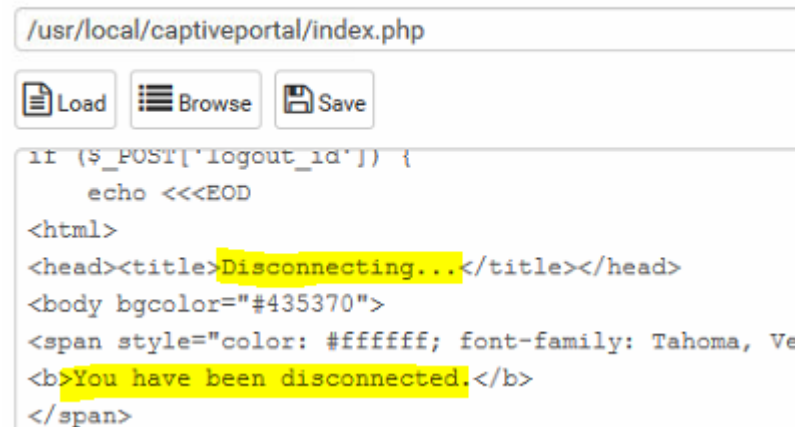 /usr/local/captiveportal/index.php
Load Browse Save
if ($_POST['logout_id']) {
echo <<<EOD
<html>
<head><title>Disconnecting...</title></head>
<body bgcolor="#435370">
<span style="color: #ffffff; font-family: Tahoma, Ve
<b>You have been disconnected.</b>
</span>